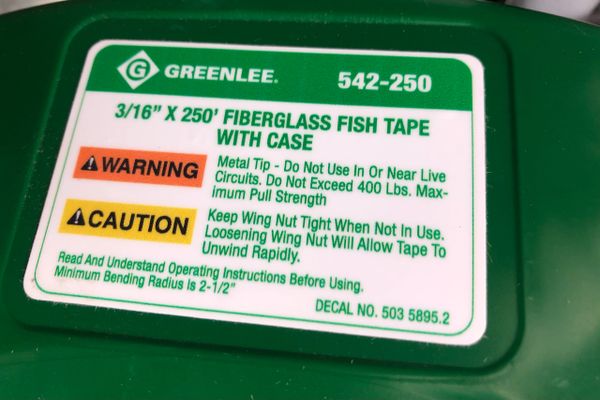 G GREENLEE. 542-250
3/16" X 250' FIBERGLASS FISH TAPE
WITH CASE
WARNING Metal Tip - Do Not Use In Or Near Live
Circuits. Do Not Exceed 400 Lbs. Max-
imum Pull Strength
CAUTION Keep Wing Nut Tight When Not In Use.
Loosening Wing Nut Will Allow Tape To
Unwind Rapidly.
Read And Understand Operating Instructions Before Using.
Minimum Bending Radius Is 2-1/2"
DECAL NO. 503 5895.2